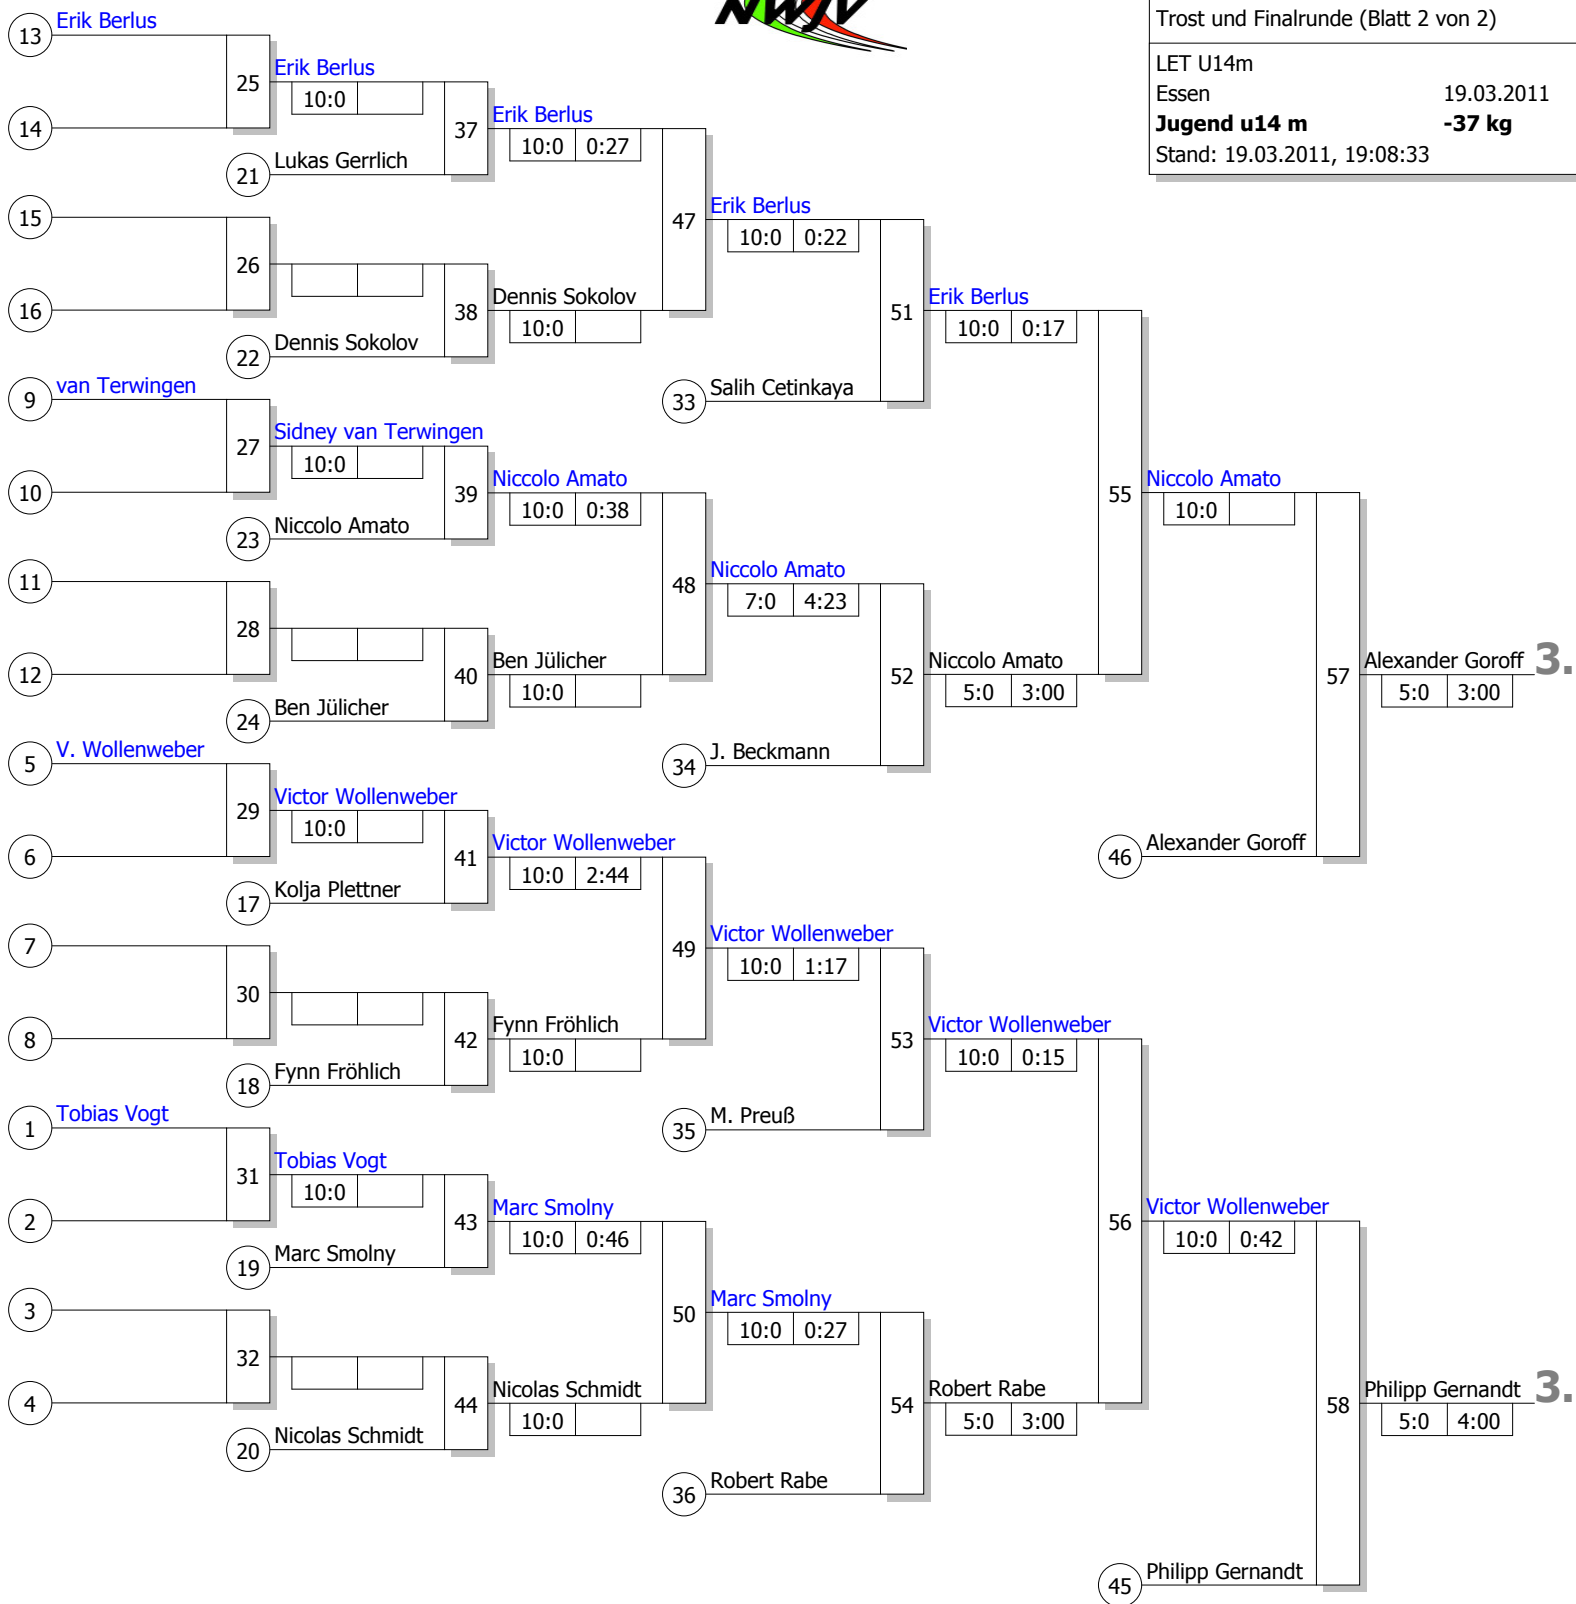 NWJV
Trost und Finalrunde (Blatt 2 von 2)
LET U14m
Essen 19.03.2011
Jugend u14 m -37 kg
Stand: 19.03.2011, 19:08:33
13 Erik Berlus
25 Erik Berlus
10:0
14
37 Erik Berlus
10:0 0:27
21 Lukas Gerrlich
15
47 Erik Berlus
10:0 0:22
26
16
38 Dennis Sokolov
10:0
22 Dennis Sokolov
51 Erik Berlus
10:0 0:17
33 Salih Cetinkaya
9 van Terwingen
27 Sidney van Terwingen
10:0
10
39 Niccolo Amato
10:0 0:38
23 Niccolo Amato
55 Niccolo Amato
10:0
11
48 Niccolo Amato
7:0 4:23
28
12
40 Ben Jülicher
10:0
24 Ben Jülicher
52 Niccolo Amato
5:0 3:00
57 Alexander Goroff 3.
5:0 3:00
34 J. Beckmann
5 V. Wollenweber
29 Victor Wollenweber
10:0
6
41 Victor Wollenweber
10:0 2:44
46 Alexander Goroff
17 Kolja Plettner
7
49 Victor Wollenweber
10:0 1:17
30
8
42 Fynn Fröhlich
10:0
18 Fynn Fröhlich
53 Victor Wollenweber
10:0 0:15
35 M. Preuß
1 Tobias Vogt
31 Tobias Vogt
10:0
2
43 Marc Smolny
10:0 0:46
19 Marc Smolny
56 Victor Wollenweber
10:0 0:42
3
50 Marc Smolny
10:0 0:27
32
4
44 Nicolas Schmidt
10:0
20 Nicolas Schmidt
54 Robert Rabe
5:0 3:00
58 Philipp Gernandt 3.
5:0 4:00
36 Robert Rabe
45 Philipp Gernandt